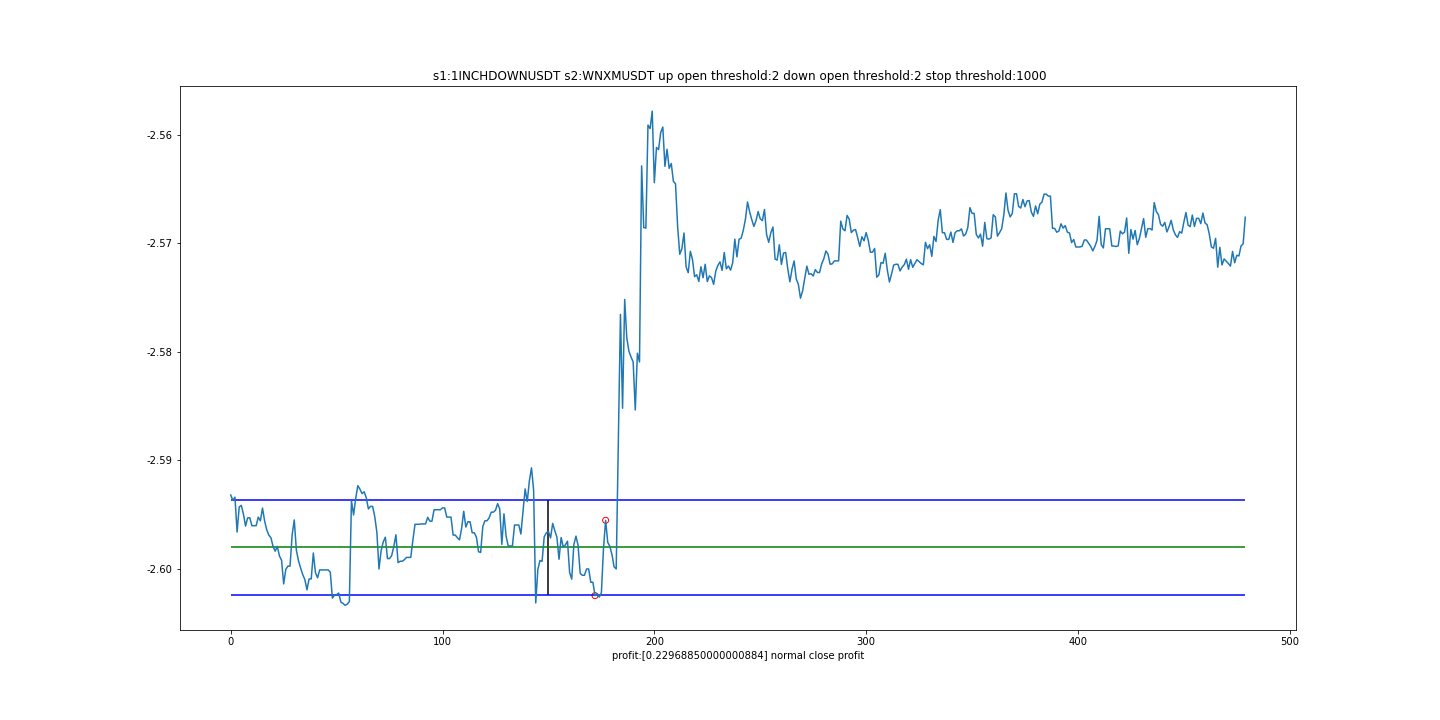 s1:1INCHDOWNUSDT s2:WNXMUSDT up open threshold:2 down open threshold:2 stop threshold:1000
-2.56
-2.57
-2.58
-2.59
-2.60
0 100 200 300 400 500
profit:[0.22968850000000884] normal close profit